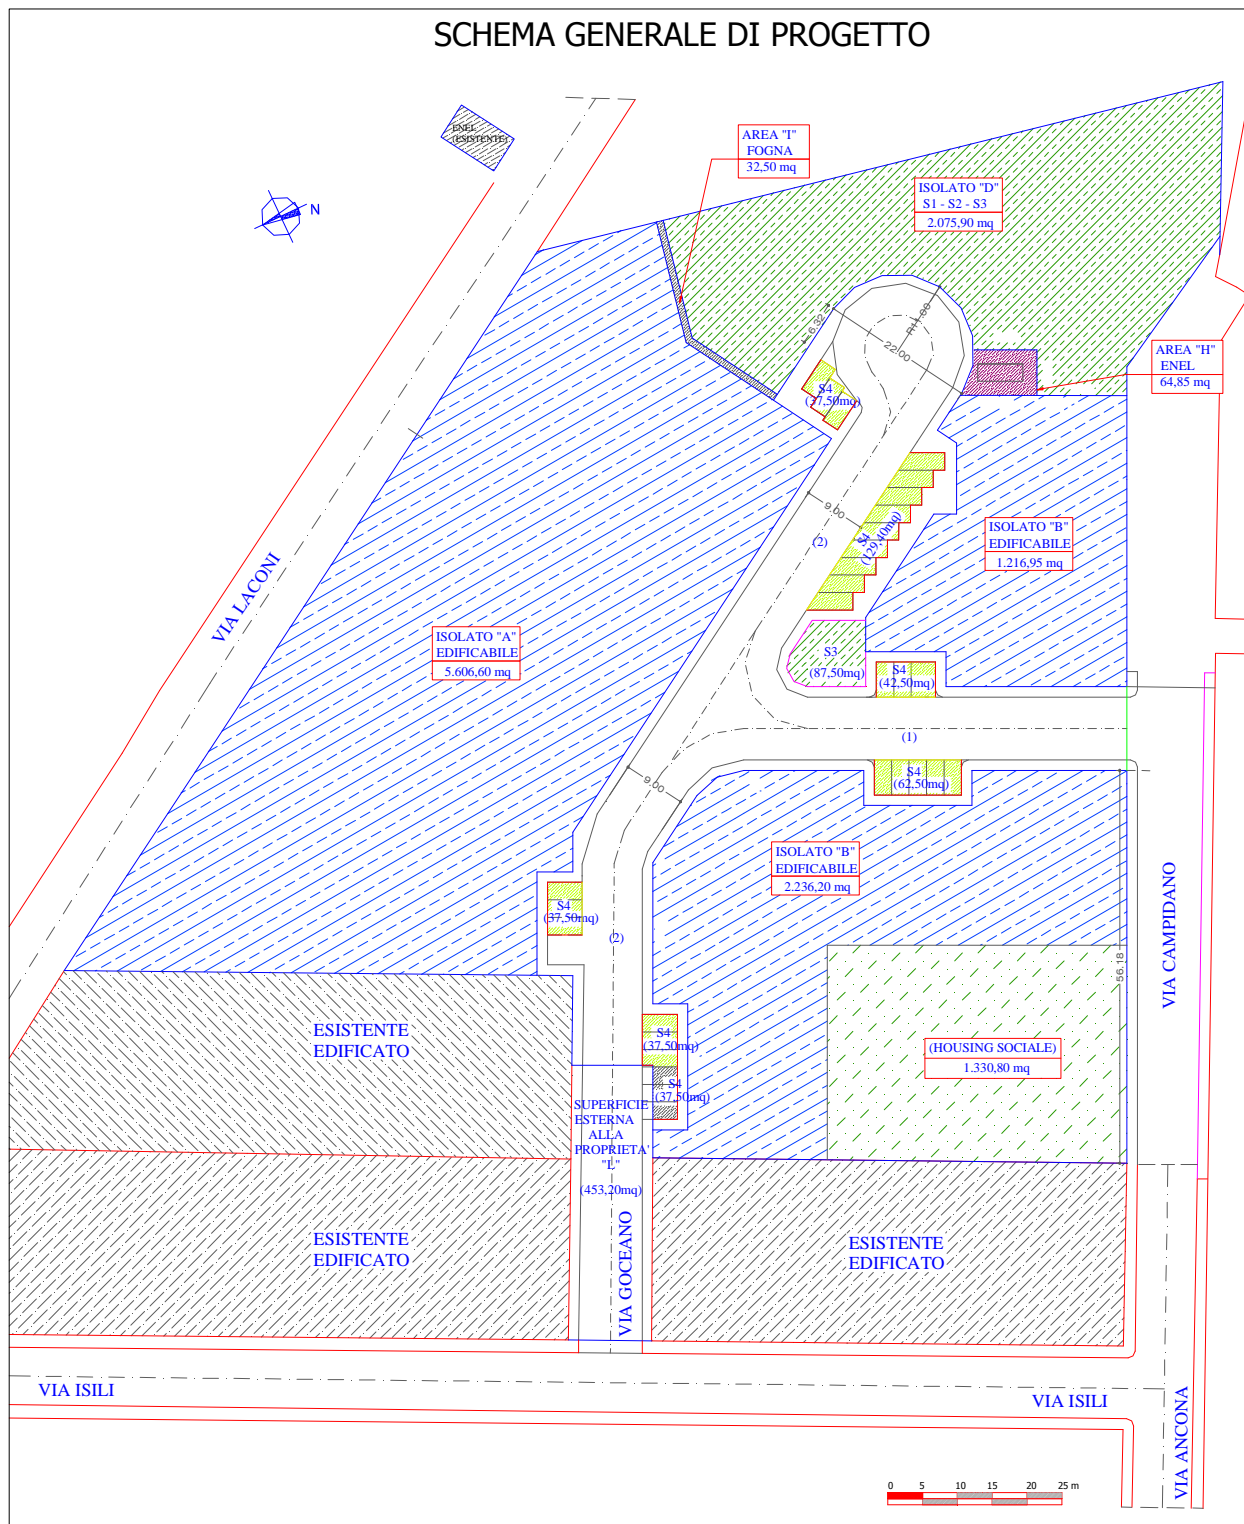 SCHEMA GENERALE DI PROGETTO
ENEL
(ESISTENTE)
N
AREA "I"
FOGNA
32,50 mq
ISOLATO "D"
S1 - S2 - S3
2.075,90 mq
6.32
R11.00
22.00
AREA "H"
ENEL
64,85 mq
S4
(37,50mq)
9.00
(2)
S4
(129,40mq)
ISOLATO "B"
EDIFICABILE
1.216,95 mq
VIA LACONI
ISOLATO "A"
EDIFICABILE
5.606,60 mq
S3
(87,50mq)
S4
(42,50mq)
(1)
S4
(62,50mq)
9.00
ISOLATO "B"
EDIFICABILE
2.236,20 mq
S4
(37,50mq)
(2)
VIA CAMPIDANO
56.18
ESISTENTE
EDIFICATO
S4
(37,50mq)
(HOUSING SOCIALE)
1.330,80 mq
S4
(37,50mq)
SUPERFICIE
ESTERNA
ALLA
PROPRIETA'
"L"
(453,20mq)
VIA GOCEANO
ESISTENTE
EDIFICATO
ESISTENTE
EDIFICATO
VIA ISILI
VIA ISILI
VIA ANCONA
0 5 10 15 20 25 m